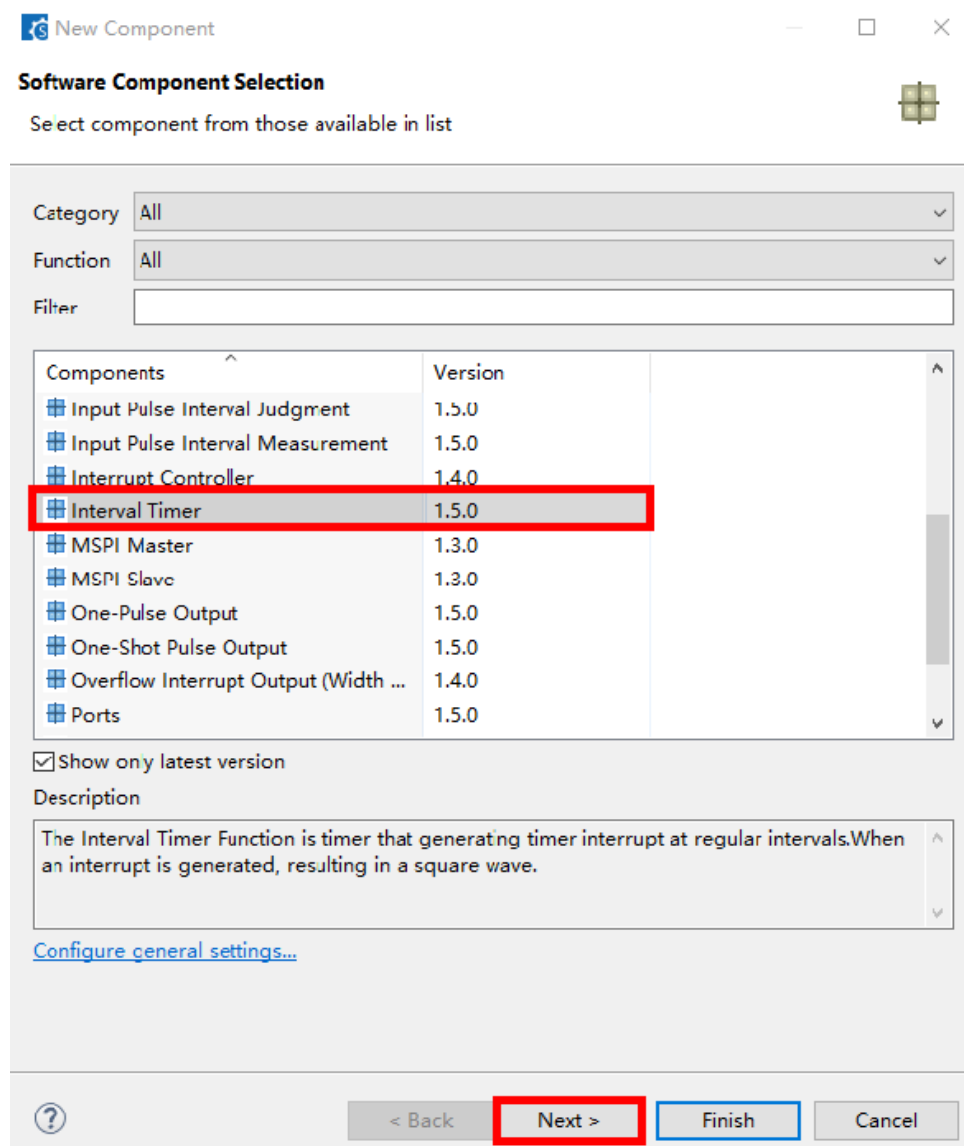 New Component
Software Component Selection
Select component from those available in list
Category All
Function All
Filter
Components Version
Input Pulse Interval Judgment 1.5.0
Input Pulse Interval Measurement 1.5.0
Interrupt Controller 1.4.0
Interval Timer 1.5.0
MSPI Master 1.3.0
MSPI Slave 1.3.0
One-Pulse Output 1.5.0
One-Shot Pulse Output 1.5.0
Overflow Interrupt Output (Width ... 1.4.0
Ports 1.5.0
Show only latest version
Description
The Interval Timer Function is timer that generating timer interrupt at regular intervals.When
an interrupt is generated, resulting in a square wave.
Configure general settings...
< Back Next > Finish Cancel